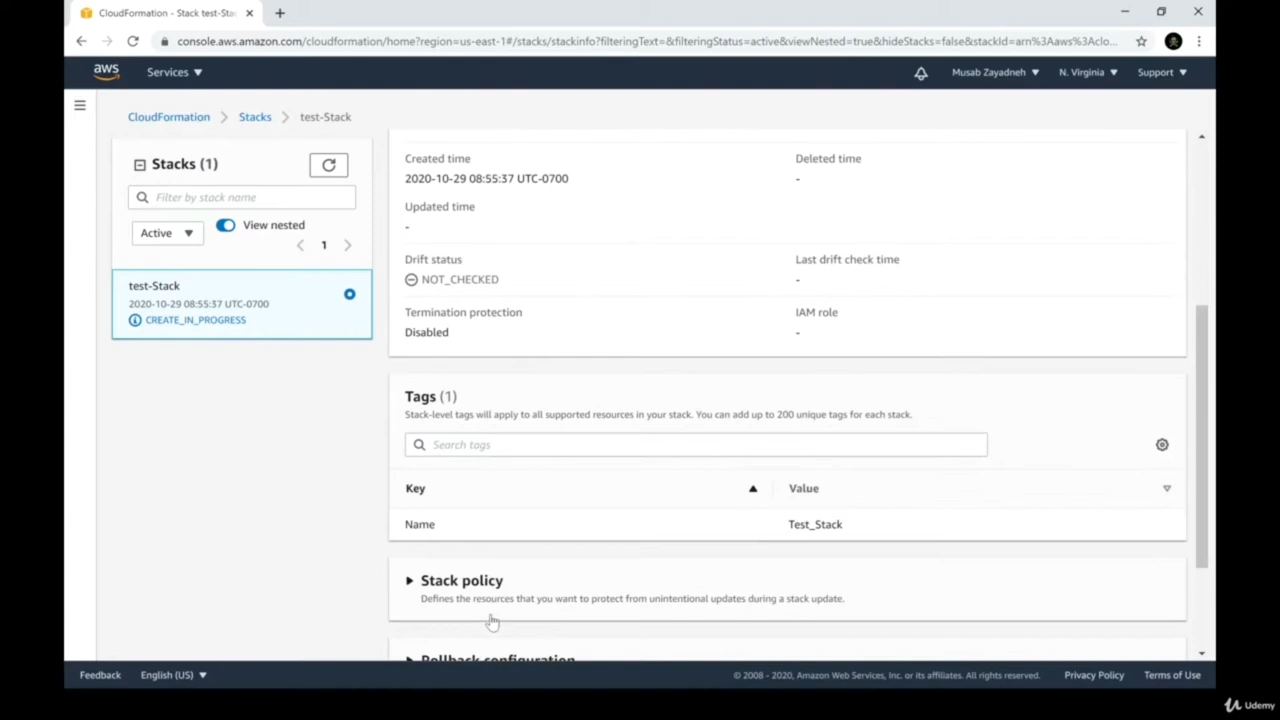 CloudFormation - Stack test-Sta
console.aws.amazon.com/cloudformation/home?region=us-east-1#/stacks/stackinfo?filteringText=&filteringStatus=active&viewNested=true&hideStacks=false&stackId=arn%3Aaws%3Aclo...
aws Services Musab Zayadneh N. Virginia Support
CloudFormation Stacks test-Stack
Stacks (1)
Filter by stack name
Active View nested
1
test-Stack
2020-10-29 08:55:37 UTC-0700
CREATE_IN_PROGRESS
Created time Deleted time
2020-10-29 08:55:37 UTC-0700 -
Updated time
-
Drift status Last drift check time
NOT_CHECKED -
Termination protection IAM role
Disabled -
Tags (1)
Stack-level tags will apply to all supported resources in your stack. You can add up to 200 unique tags for each stack.
Search tags
Key Value
Name Test_Stack
Stack policy
Defines the resources that you want to protect from unintentional updates during a stack update.
Rollback configuration
Feedback English (US) © 2008 - 2020, Amazon Web Services, Inc. or its affiliates. All rights reserved. Privacy Policy Terms of Use
Udemy